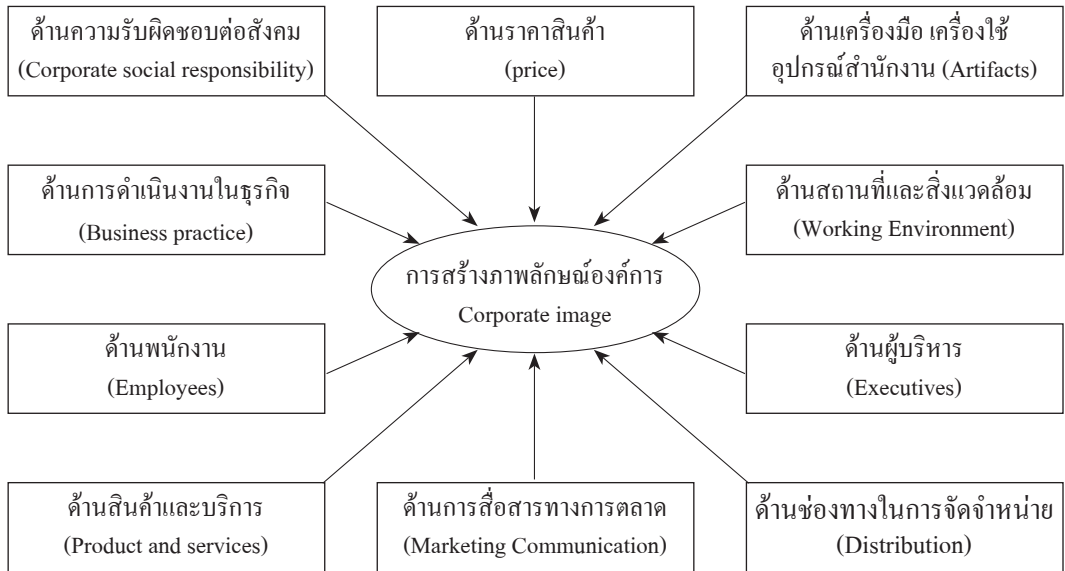 ด้านความรับผิดชอบต่อสังคม
(Corporate social responsibility)
ด้านราคาสินค้า
(price)
ด้านเครื่องมือ เครื่องใช้
อุปกรณ์สำนักงาน (Artifacts)
ด้านการดำเนินงานในธุรกิจ
(Business practice)
ด้านสถานที่และสิ่งแวดล้อม
(Working Environment)
การสร้างภาพลักษณ์องค์การ
Corporate image
ด้านพนักงาน
(Employees)
ด้านผู้บริหาร
(Executives)
ด้านสินค้าและบริการ
(Product and services)
ด้านการสื่อสารทางการตลาด
(Marketing Communication)
ด้านช่องทางในการจัดจำหน่าย
(Distribution)